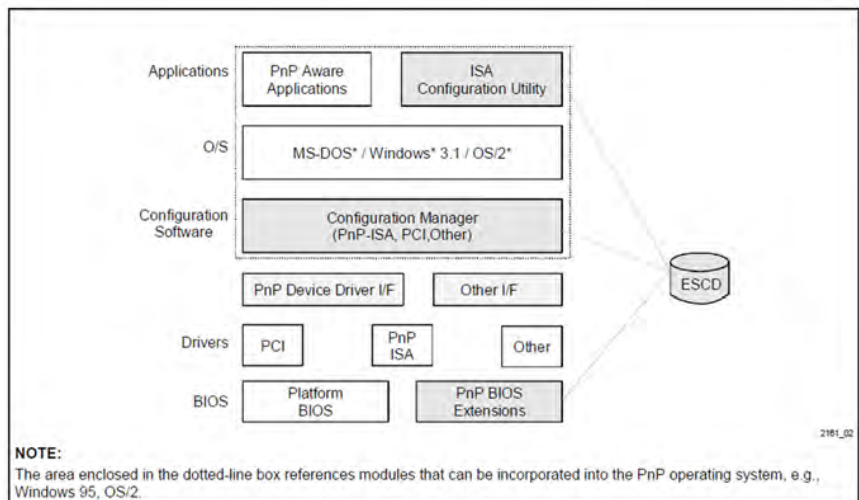 Applications
PnP Aware
Applications
ISA
Configuration Utility
O/S
MS-DOS* / Windows* 3.1 / OS/2*
Configuration
Software
Configuration Manager
(PnP-ISA, PCI,Other)
ESCD
PnP Device Driver I/F
Other I/F
Drivers
PCI
PnP
ISA
Other
BIOS
Platform
BIOS
PnP BIOS
Extensions
2161_02
NOTE:
The area enclosed in the dotted-line box references modules that can be incorporated into the PnP operating system, e.g.,
Windows 95, OS/2.